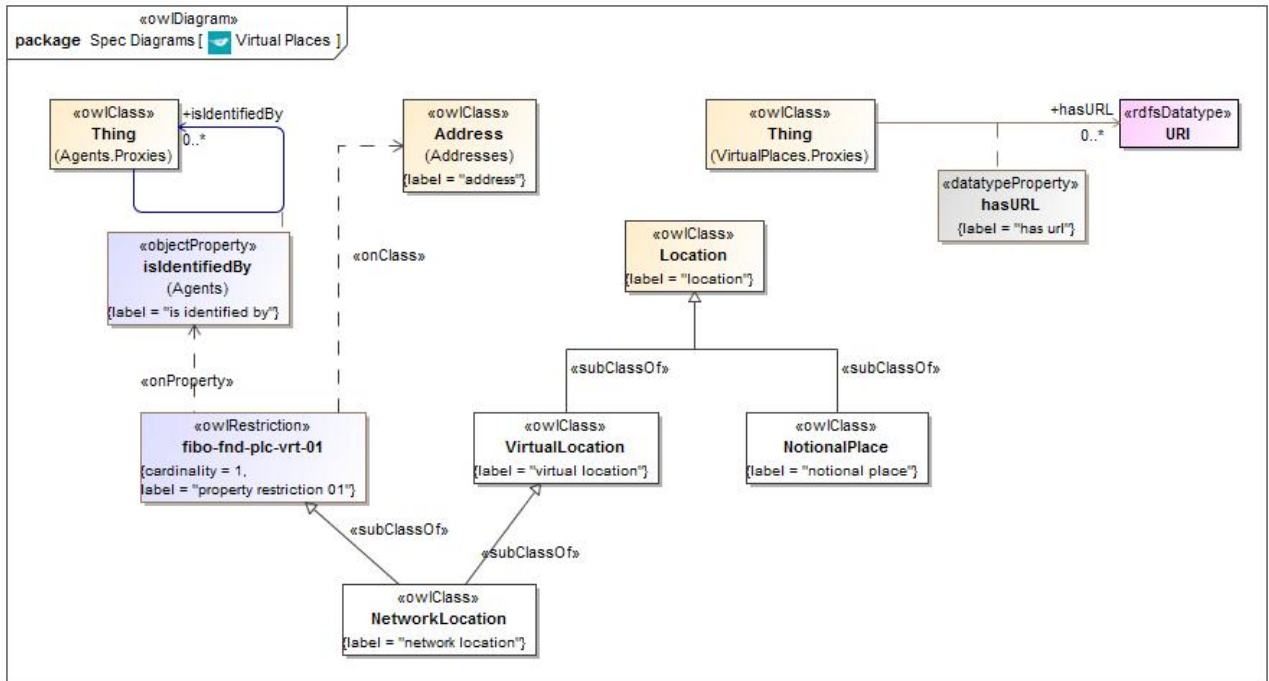 «owlDiagram»
package Spec Diagrams [ Virtual Places ]
«owlClass»
Thing
(Agents.Proxies)
+isIdentifiedBy
0..*
«owlClass»
Address
(Addresses)
{label = "address"}
«owlClass»
Thing
(VirtualPlaces.Proxies)
+hasURL
0..*
«rdfsDatatype»
URI
«datatypeProperty»
hasURL
{label = "has url"}
«objectProperty»
isIdentifiedBy
(Agents)
{label = "is identified by"}
«onClass»
«owlClass»
Location
{label = "location"}
«onProperty»
«subClassOf»
«subClassOf»
«owlRestriction»
fibo-fnd-plc-vrt-01
{cardinality = 1,
label = "property restriction 01"}
«owlClass»
VirtualLocation
{label = "virtual location"}
«owlClass»
NotionalPlace
{label = "notional place"}
«subClassOf»
«subClassOf»
«owlClass»
NetworkLocation
{label = "network location"}